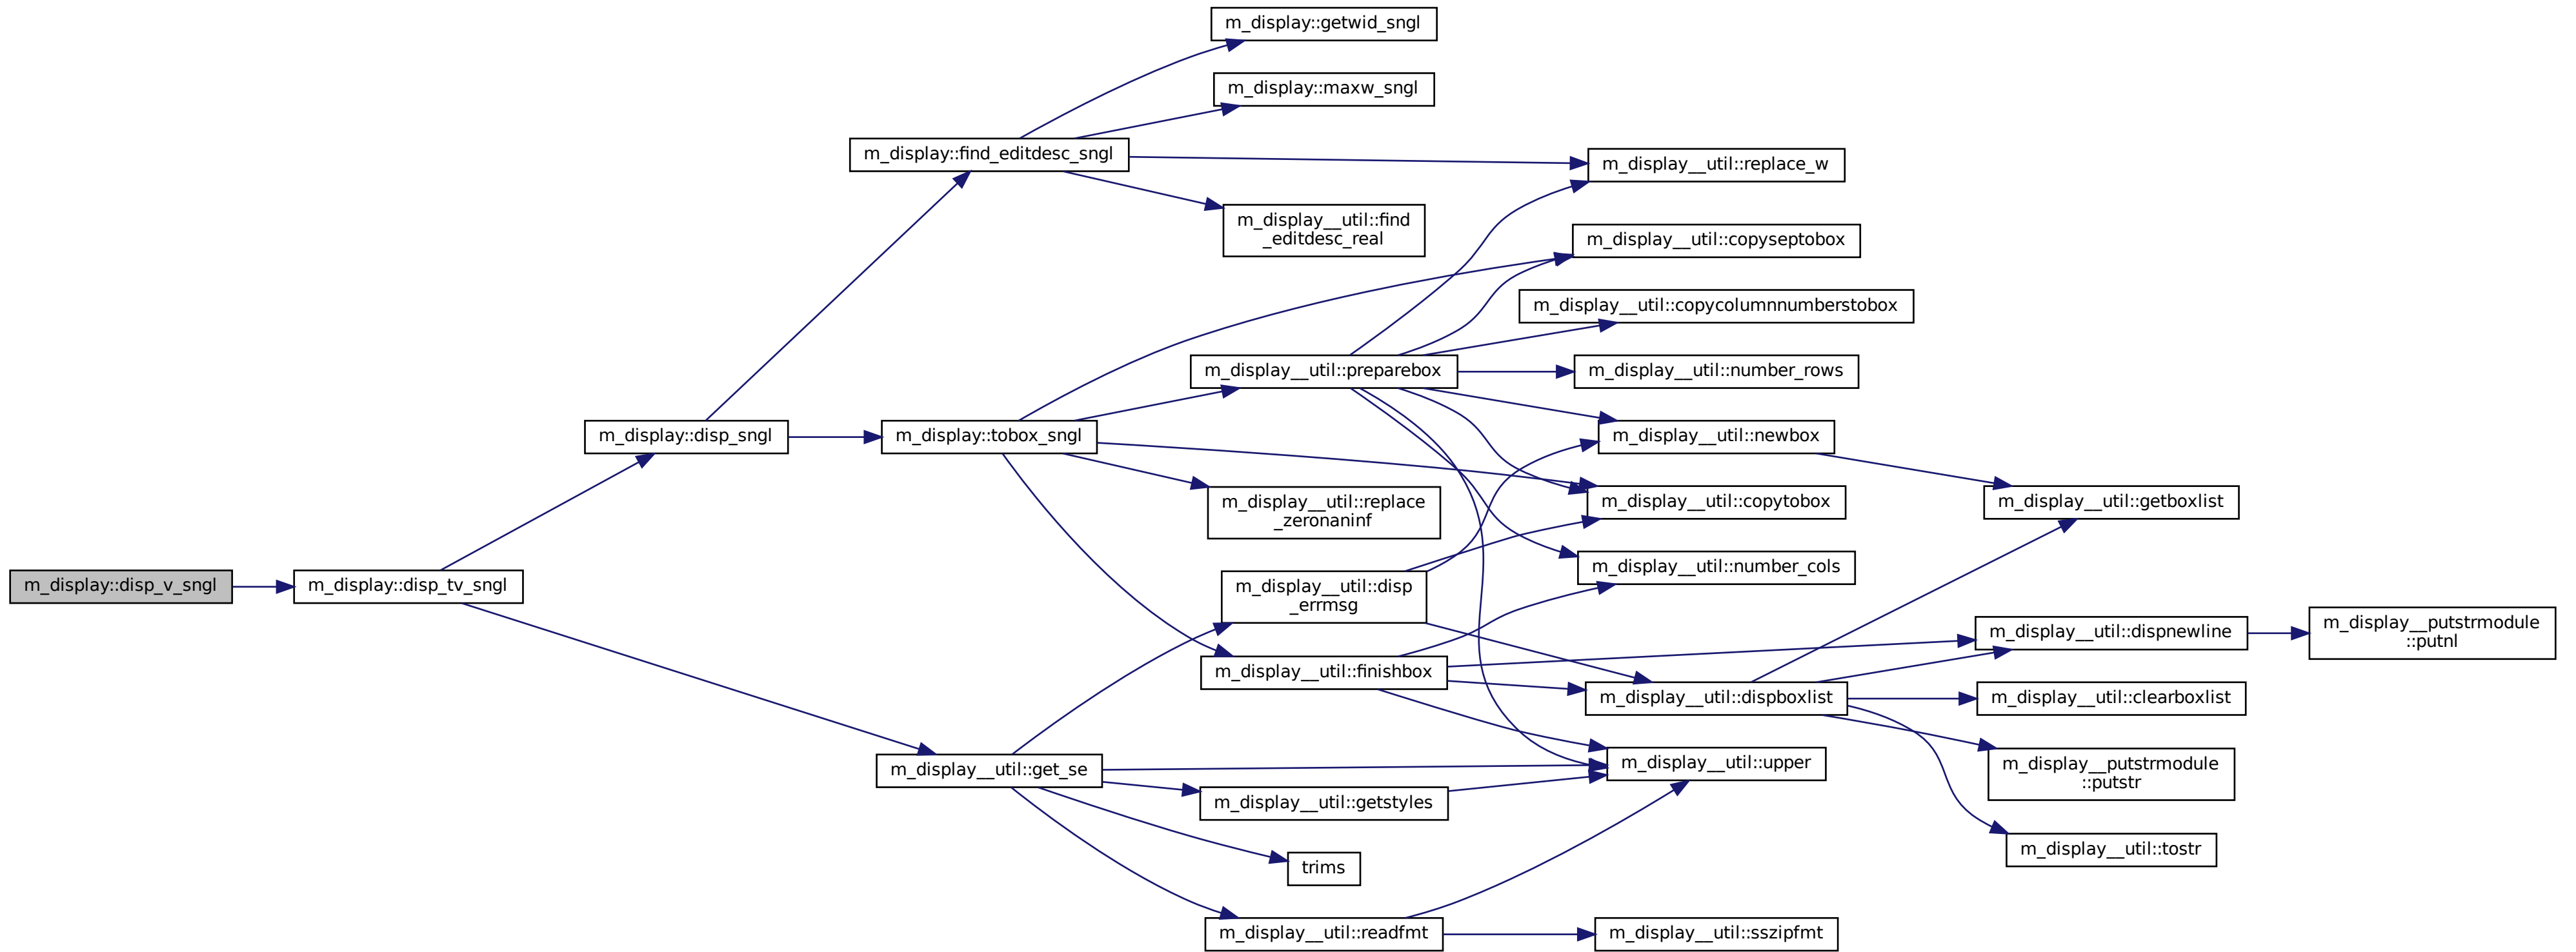 m_display::getwid_sngl
m_display::maxw_sngl
m_display::find_editdesc_sngl
m_display__util::replace_w
m_display__util::find
_editdesc_real
m_display__util::copyseptobox
m_display__util::copycolumnnumberstobox
m_display__util::preparebox
m_display__util::number_rows
m_display::disp_sngl
m_display::tobox_sngl
m_display__util::newbox
m_display__util::replace
_zeronaninf
m_display__util::copytobox
m_display__util::getboxlist
m_display__util::number_cols
m_display::disp_v_sngl
m_display::disp_tv_sngl
m_display__util::disp
_errmsg
m_display__util::dispnewline
m_display__putstrmodule
::putnl
m_display__util::finishbox
m_display__util::dispboxlist
m_display__util::clearboxlist
m_display__util::get_se
m_display__util::upper
m_display__putstrmodule
::putstr
m_display__util::getstyles
m_display__util::tostr
trims
m_display__util::readfmt
m_display__util::sszipfmt